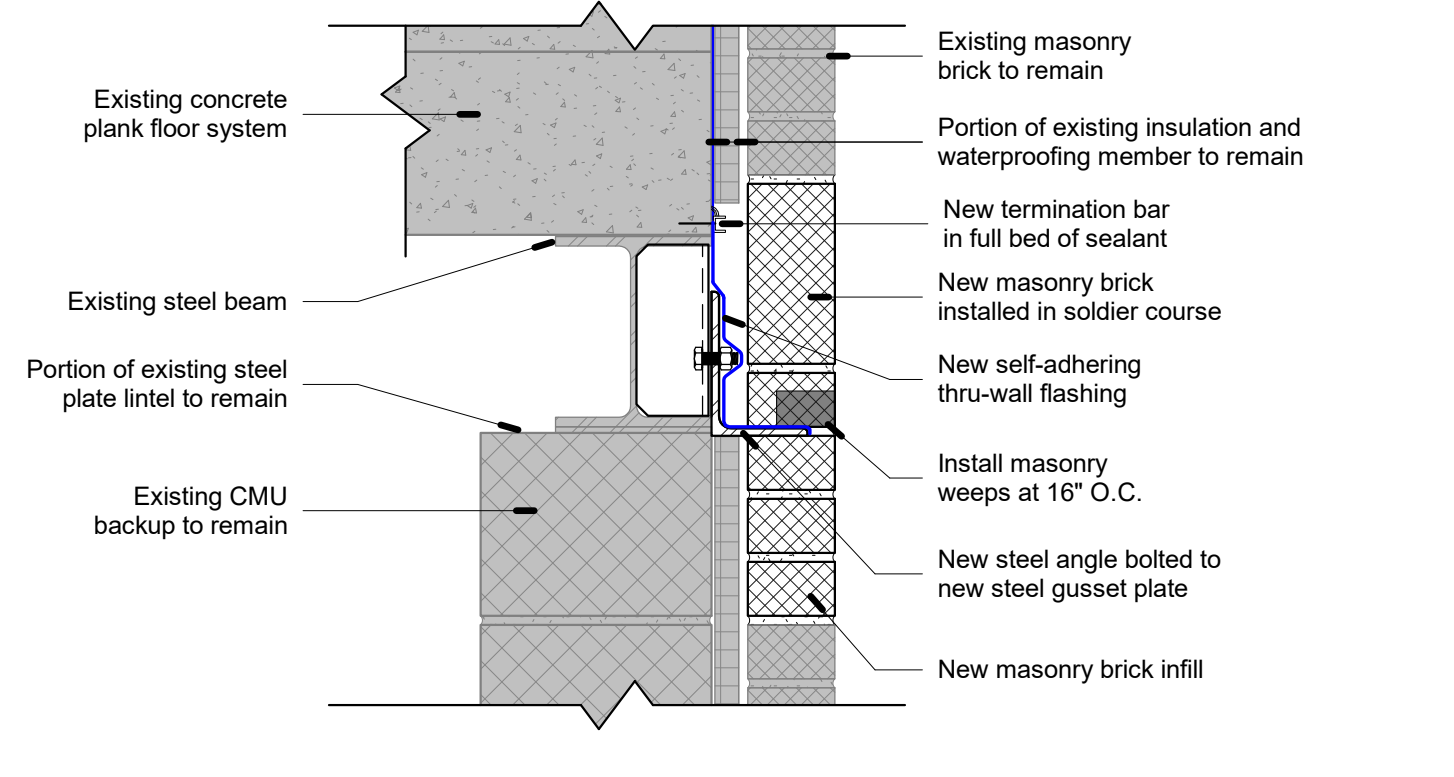 Existing concrete
plank floor system
Existing steel beam
Portion of existing steel
plate lintel to remain
Existing CMU
backup to remain
Existing masonry
brick to remain
Portion of existing insulation and
waterproofing member to remain
New termination bar
in full bed of sealant
New masonry brick
installed in soldier course
New self-adhering
thru-wall flashing
Install masonry
weeps at 16" O.C.
New steel angle bolted to
new steel gusset plate
New masonry brick infill